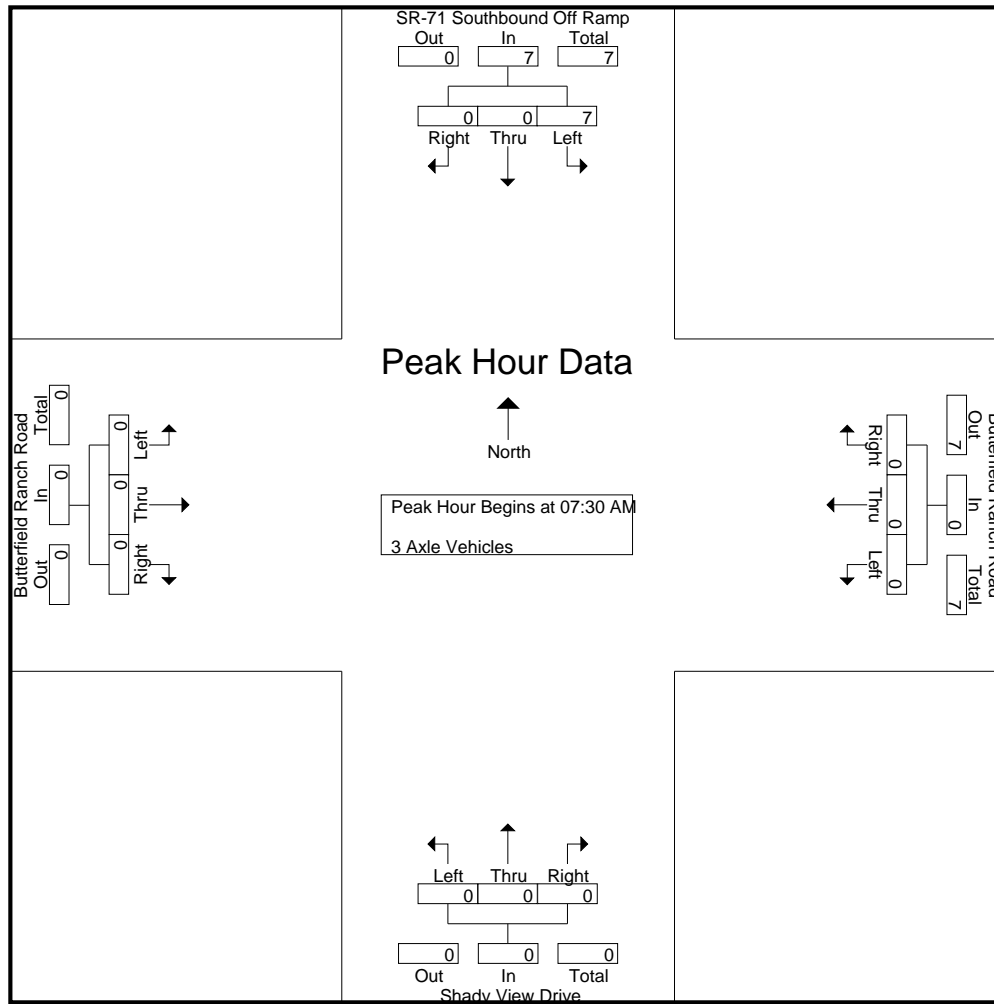 SR-71 Southbound Off Ramp
Out In Total
0 7 7
0 0 7
Right Thru Left
Peak Hour Data
North
Peak Hour Begins at 07:30 AM
3 Axle Vehicles
Butterfield Ranch Road
Out In Total
0 0 0
0 0 0
Right Thru Left
Butterfield Ranch Road
Out In Total
7 0 7
0 0 0
Right Thru Left
Left Thru Right
0 0 0
0 0 0
Out In Total
Shady View Drive